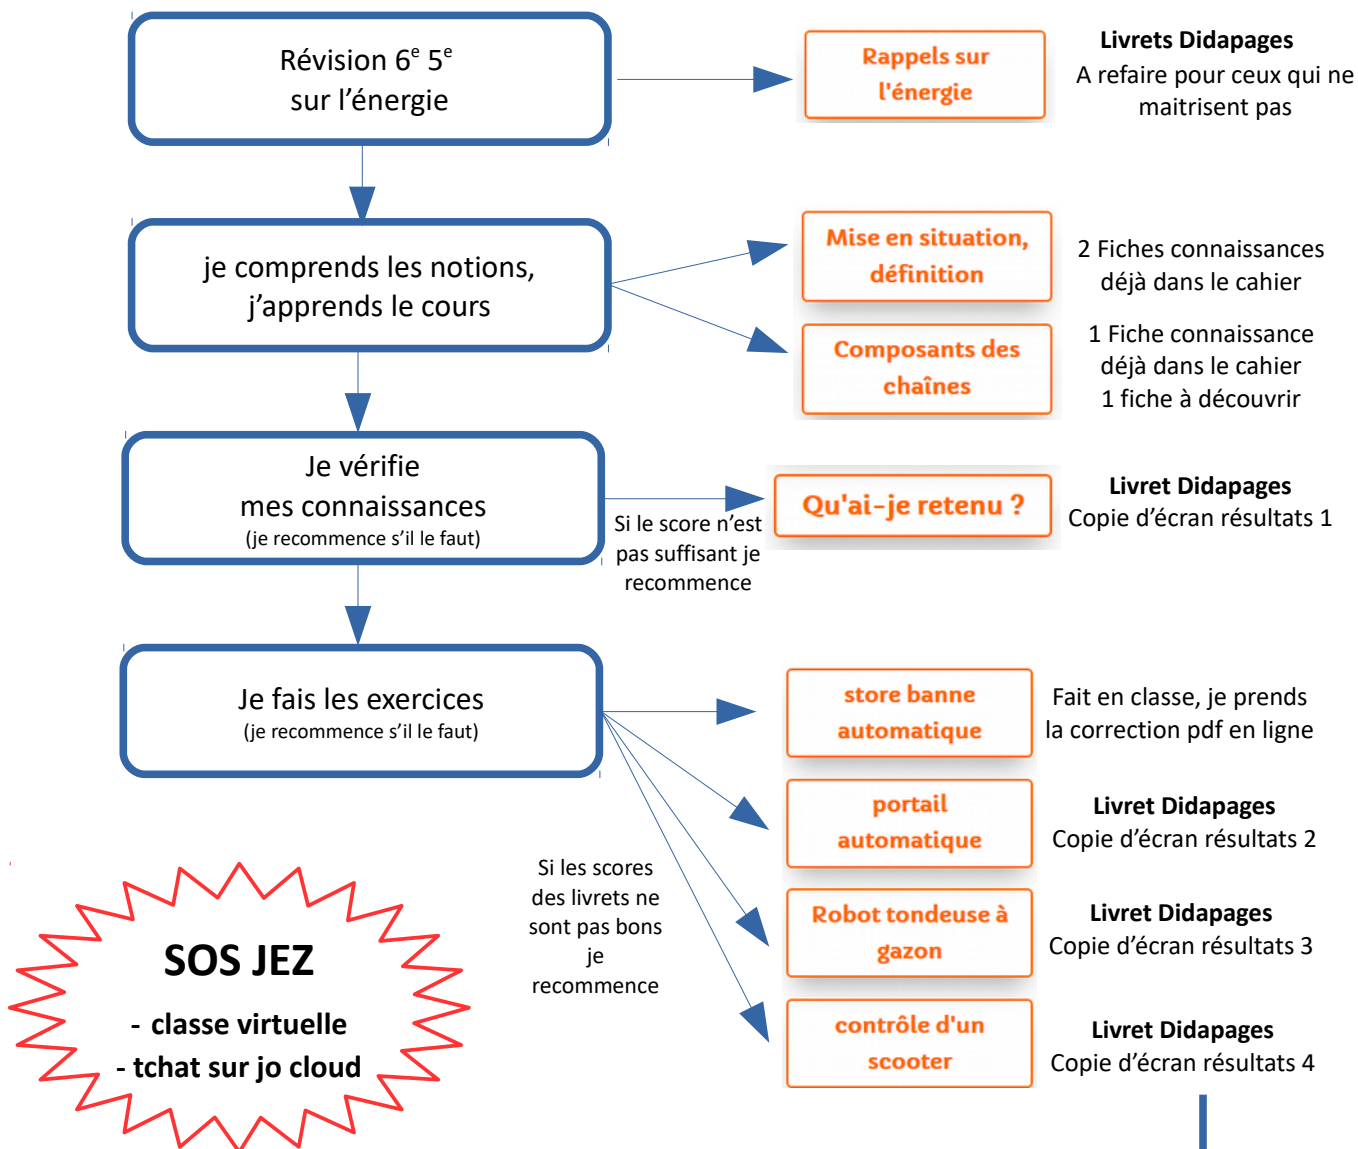 Révision 6e 5e
sur l’énergie
Rappels sur
l'énergie
Livrets Didapages
A refaire pour ceux qui ne
maitrisent pas
je comprends les notions,
j’apprends le cours
Mise en situation,
définition
2 Fiches connaissances
déjà dans le cahier
Composants des
chaînes
1 Fiche connaissance
déjà dans le cahier
1 fiche à découvrir
Je vérifie
mes connaissances
(je recommence s’il le faut)
Si le score n’est
pas suffisant je
recommence
Qu'ai-je retenu ?
Livret Didapages
Copie d’écran résultats 1
Je fais les exercices
(je recommence s’il le faut)
store banne
automatique
Fait en classe, je prends
la correction pdf en ligne
portail
automatique
Livret Didapages
Copie d’écran résultats 2
Si les scores
des livrets ne
sont pas bons
je
recommence
Robot tondeuse à
gazon
Livret Didapages
Copie d’écran résultats 3
contrôle d'un
scooter
Livret Didapages
Copie d’écran résultats 4
SOS JEZ
- classe virtuelle
- tchat sur jo cloud